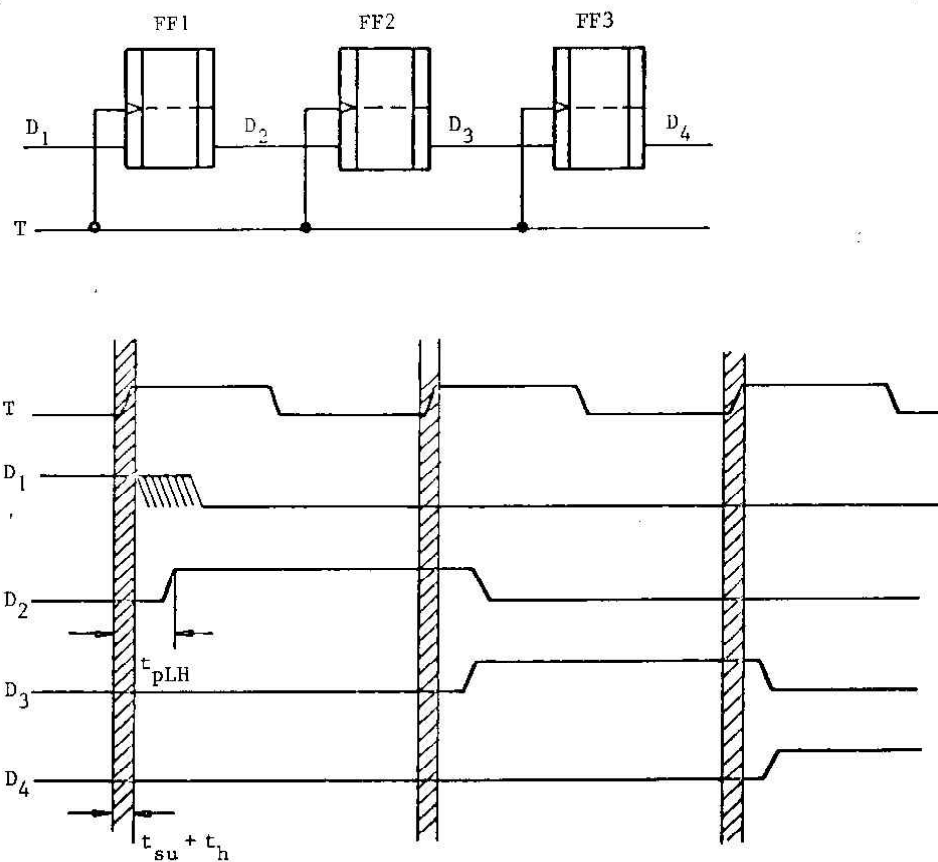 FF1 FF2 FF3
D1 D2 D3 D4
T
T
D1
D2
tpLH
D3
D4
tsu + th